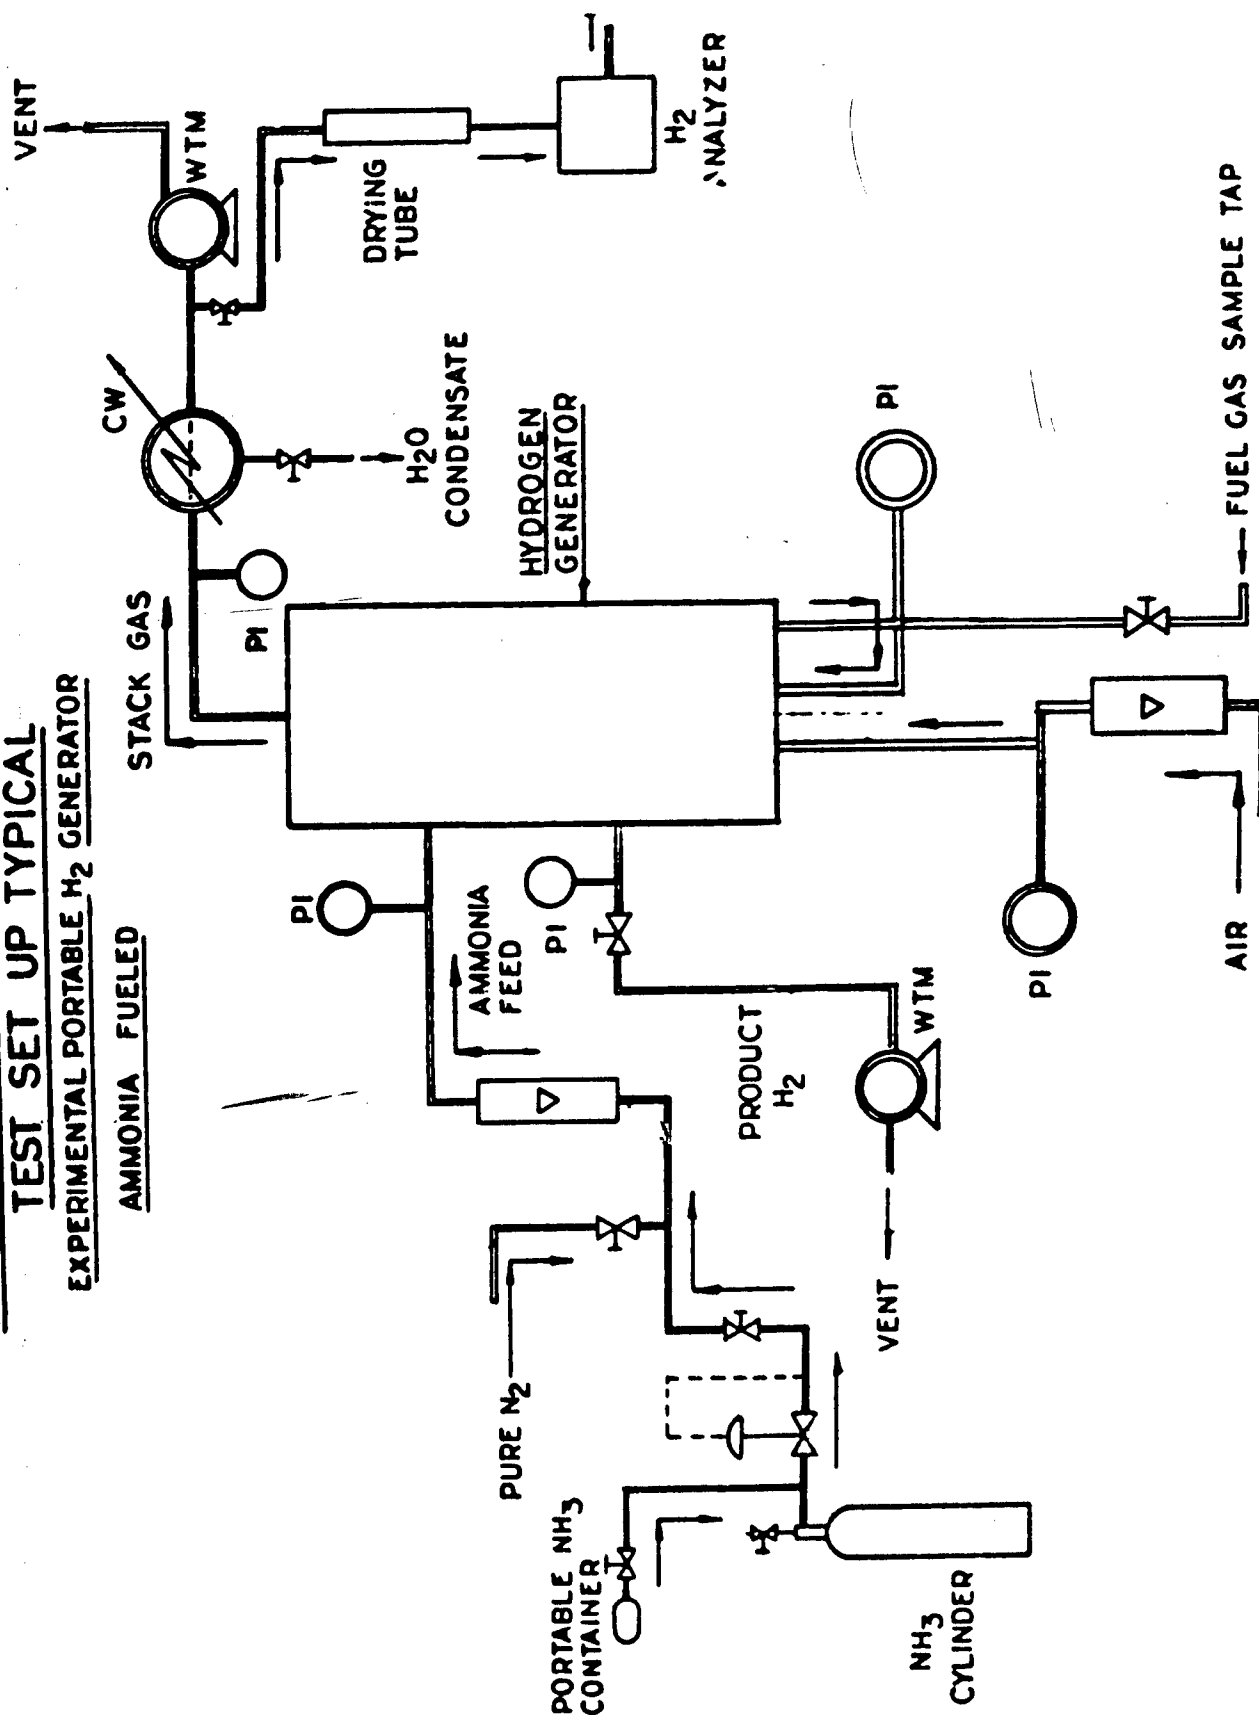 TEST SET UP TYPICAL
EXPERIMENTAL PORTABLE H2 GENERATOR
AMMONIA FUELED
VENT
WTM
CW
STACK GAS
PI
H2O
CONDENSATE
DRYING
TUBE
H2
ANALYZER
HYDROGEN
GENERATOR
PI
AMMONIA
FEED
PI
PI
PURE N2
PRODUCT
H2
WTM
VENT
PI
AIR
FUEL GAS SAMPLE TAP
PORTABLE NH3
CONTAINER
NH3
CYLINDER